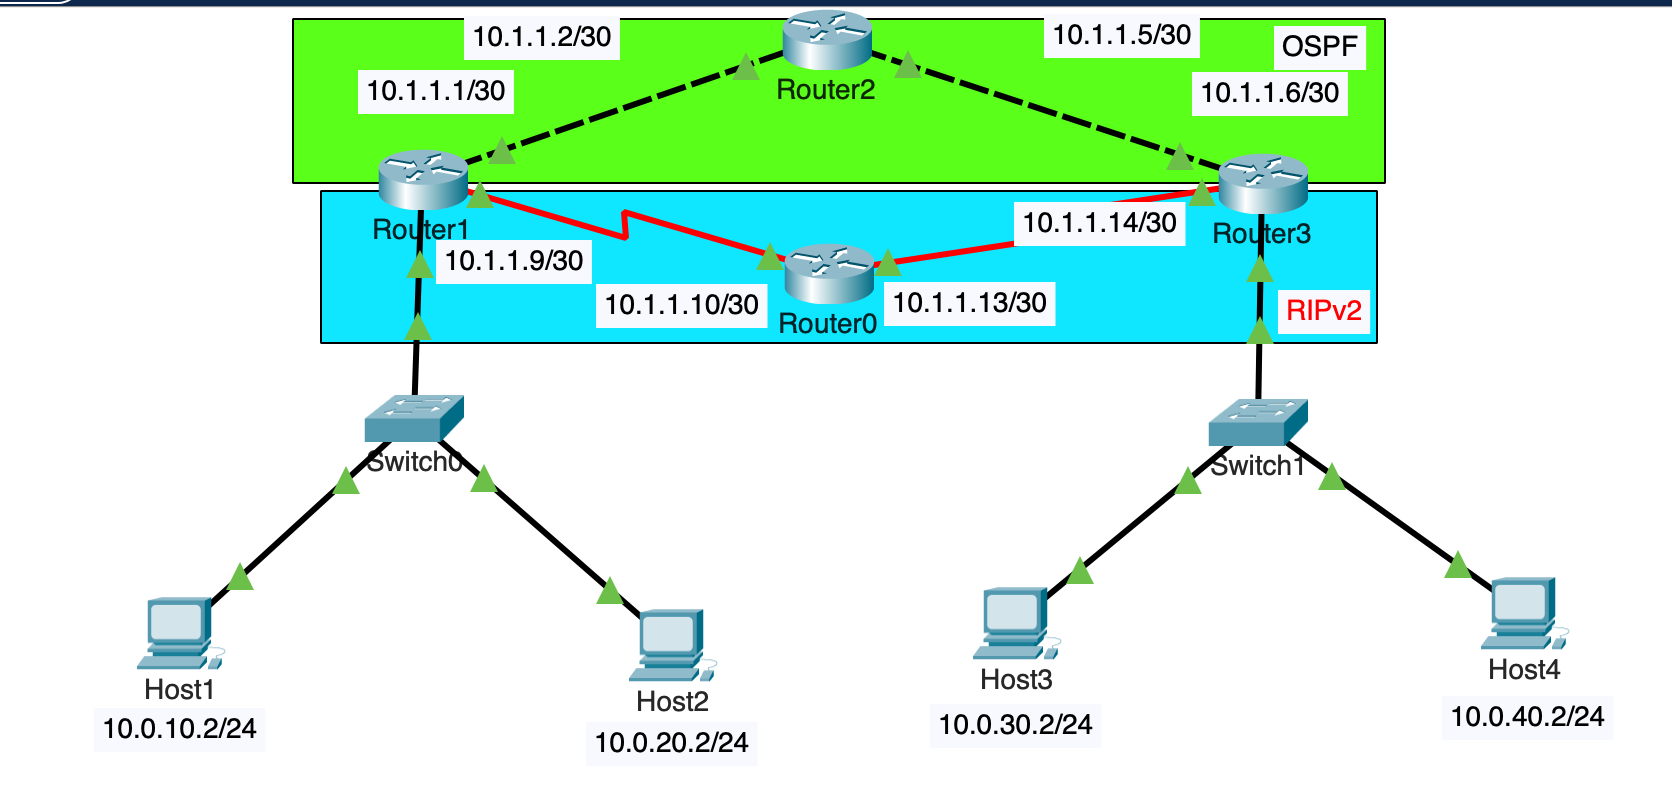 10.1.1.2/30
10.1.1.5/30
OSPF
10.1.1.1/30
Router2
10.1.1.6/30
Router1
10.1.1.14/30
Router3
10.1.1.9/30
10.1.1.10/30
Router0
10.1.1.13/30
RIPv2
Switch0
Switch1
Host1
10.0.10.2/24
Host2
10.0.20.2/24
Host3
10.0.30.2/24
Host4
10.0.40.2/24